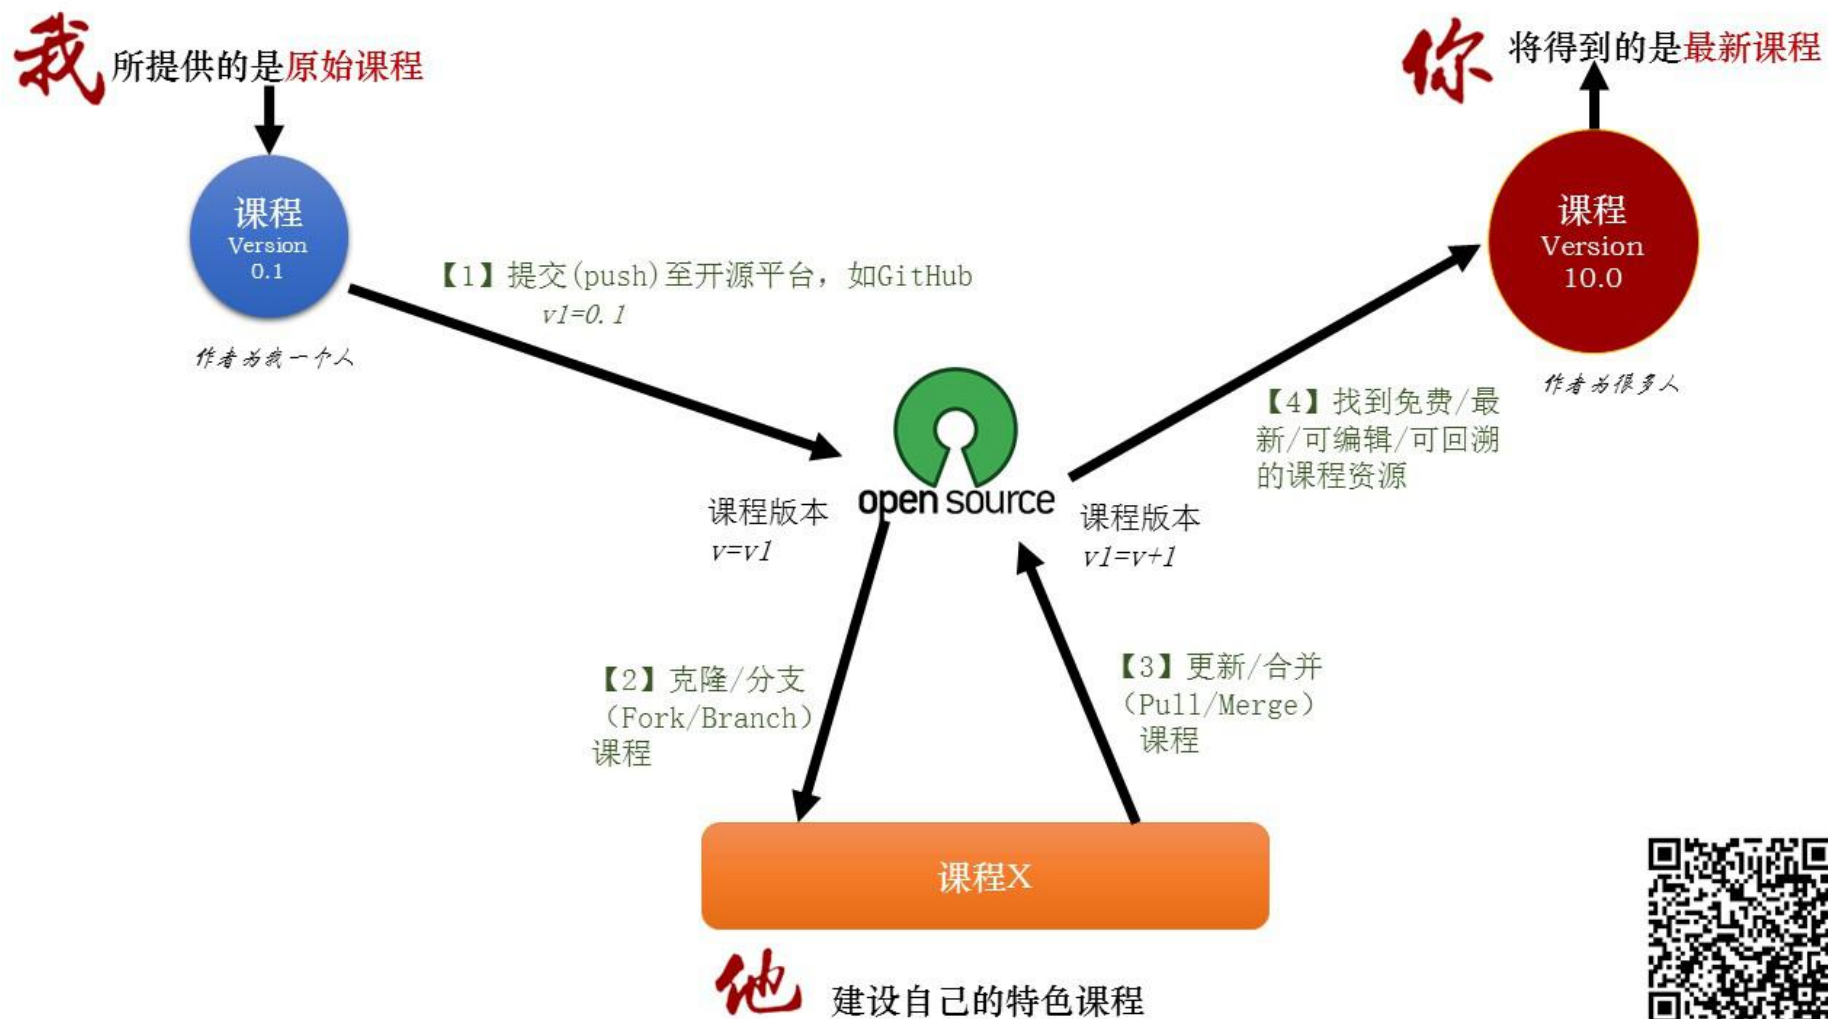 我 所提供的是原始课程
你 将得到的是最新课程
课程
Version
0.1
作者为我一个人
【1】提交(push)至开源平台，如GitHub
v1=0.1
课程
Version
10.0
作者为很多人
【4】找到免费/最
新/可编辑/可回溯
的课程资源
open source
课程版本
v=v1
课程版本
v1=v+1
【2】克隆/分支
（Fork/Branch）
课程
【3】更新/合并
（Pull/Merge）
课程
课程X
他 建设自己的特色课程